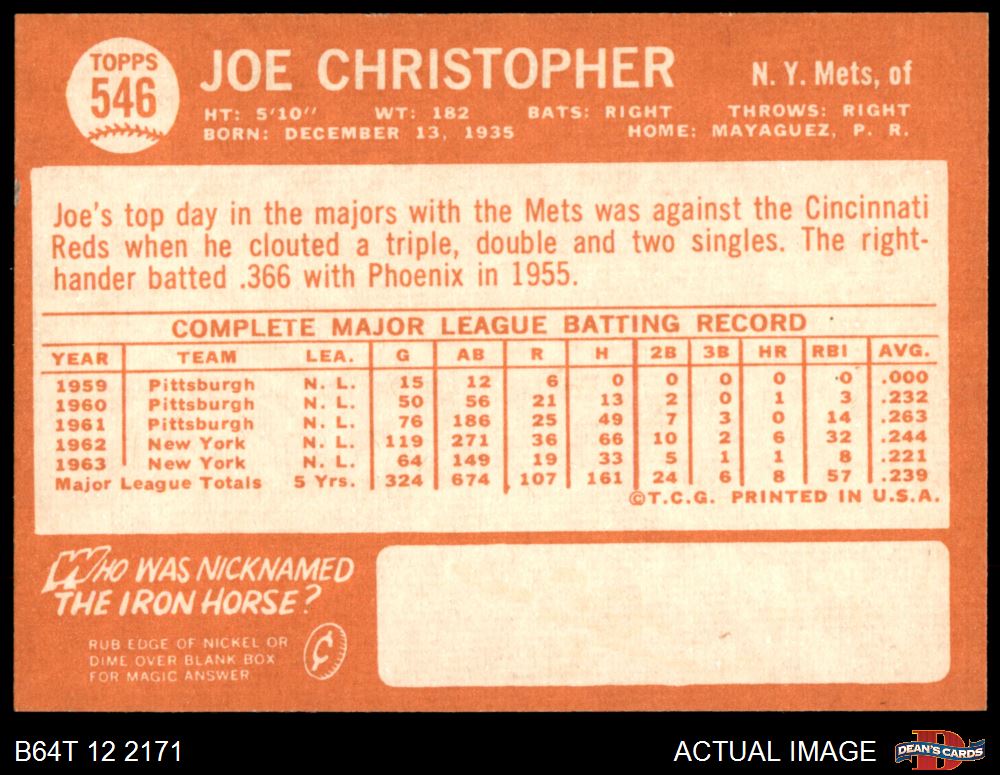 TOPPS
546
JOE CHRISTOPHER
N. Y. Mets, of
HT: 5'10" WT: 182 BATS: RIGHT THROWS: RIGHT
BORN: DECEMBER 13, 1935 HOME: MAYAGUEZ, P. R.
Joe's top day in the majors with the Mets was against the Cincinnati
Reds when he clouted a triple, double and two singles. The right-
hander batted .366 with Phoenix in 1955.
COMPLETE MAJOR LEAGUE BATTING RECORD
YEAR TEAM LEA. G AB R H 2B 3B HR RBI AVG.
1959 Pittsburgh N. L. 15 12 6 0 0 0 0 0 .000
1960 Pittsburgh N. L. 50 56 21 13 2 0 1 3 .232
1961 Pittsburgh N. L. 76 186 25 49 7 3 0 14 .263
1962 New York N. L. 119 271 36 66 10 2 6 32 .244
1963 New York N. L. 64 149 19 33 5 1 1 8 .221
Major League Totals 5 Yrs. 324 674 107 161 24 6 8 57 .239
©T.C.G. PRINTED IN U.S.A.
WHO WAS NICKNAMED
THE IRON HORSE?
RUB EDGE OF NICKEL OR
DIME OVER BLANK BOX
FOR MAGIC ANSWER
¢
B64T 12 2171
ACTUAL IMAGE
D
DEAN'S CARDS